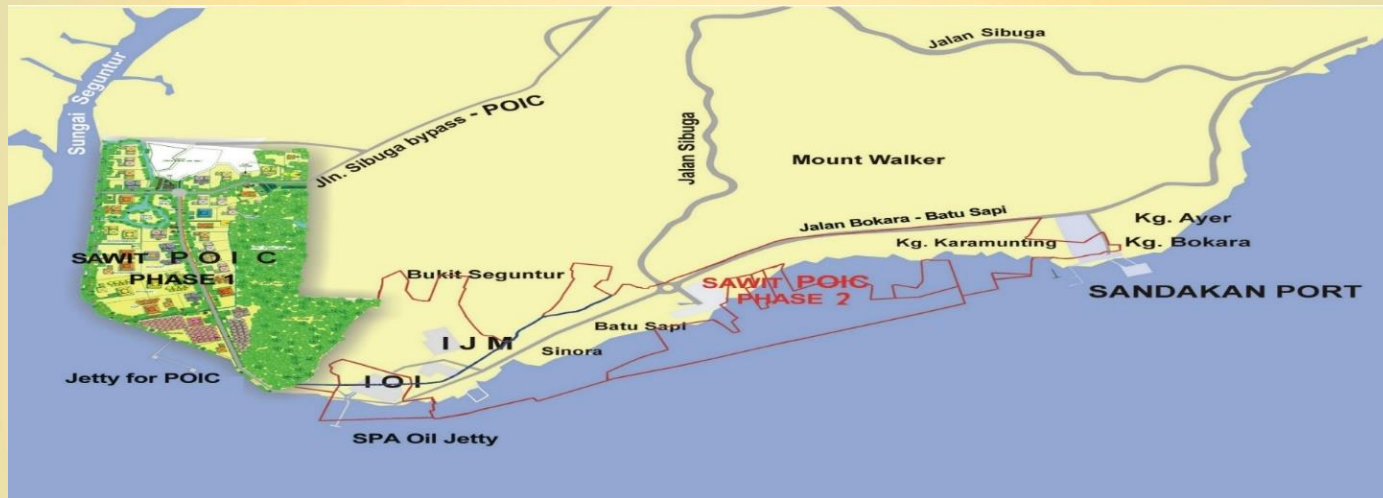 Jalan Sibuga
Sungai Seguntur
Jln. Sibuga bypass - POIC
Jalan Sibuga
Mount Walker
Jalan Bokara - Batu Sapi
Kg. Ayer
Kg. Karamunting
Kg. Bokara
SAWIT POIC
PHASE 1
Bukit Seguntur
SAWIT POIC
PHASE 2
SANDAKAN PORT
Batu Sapi
I J M
Sinora
Jetty for POIC
I O I
SPA Oil Jetty